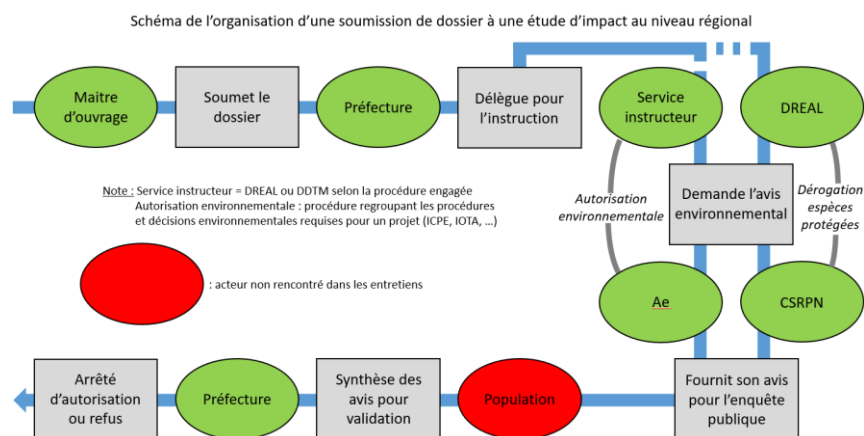 Schéma de l'organisation d'une soumission de dossier à une étude d'impact au niveau régional
Maitre
d'ouvrage
Soumet le
dossier
Préfecture
Délègue pour
l'instruction
Service
instructeur
DREAL
Note : Service instructeur = DREAL ou DDTM selon la procédure engagée
Autorisation environnementale : procédure regroupant les procédures
et décisions environnementales requises pour un projet (ICPE, IOTA, …)
Autorisation
environnementale
Demande l'avis
environnemental
Dérogation
espèces
protégées
: acteur non rencontré dans les entretiens
Ae
CSRPN
Arrêté
d'autorisation
ou refus
Préfecture
Synthèse des
avis pour
validation
Population
Fournit son avis
pour l'enquête
publique